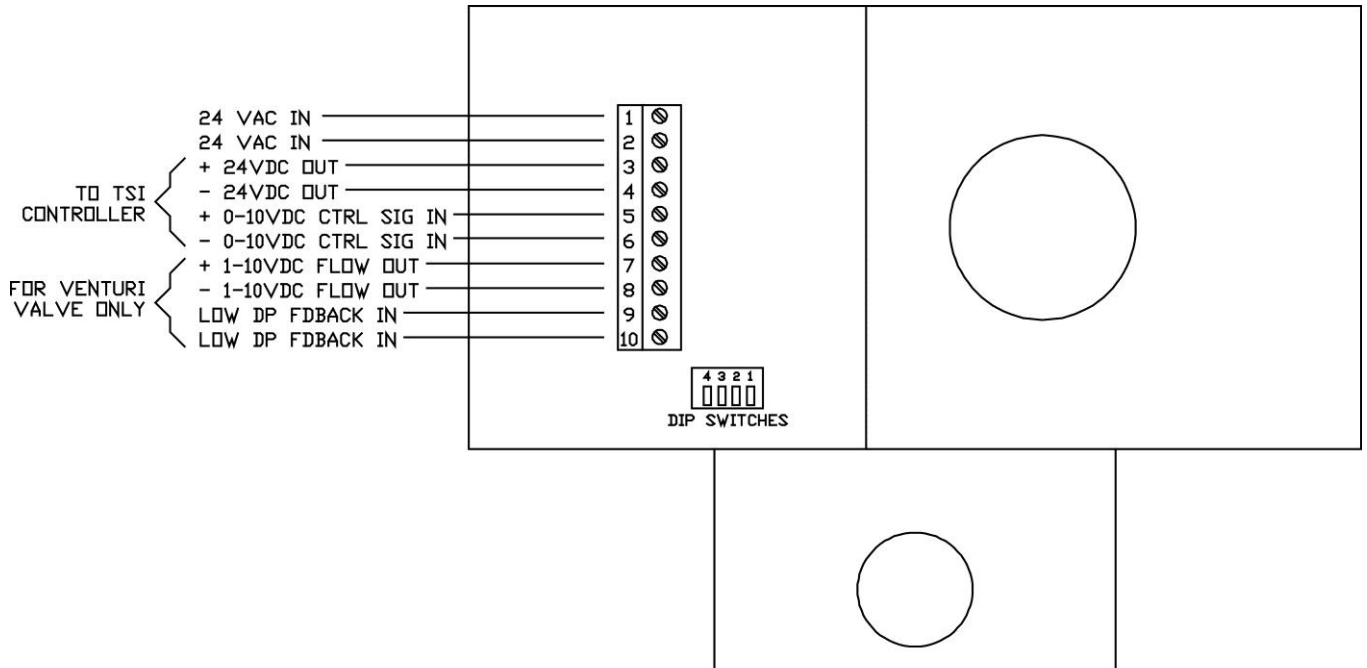 24 VAC IN 1
24 VAC IN 2
+ 24VDC OUT 3
- 24VDC OUT 4
TO TSI
CONTROLLER
+ 0-10VDC CTRL SIG IN 5
- 0-10VDC CTRL SIG IN 6
+ 1-10VDC FLOW OUT 7
- 1-10VDC FLOW OUT 8
FOR VENTURI
VALVE ONLY
LOW DP FDBACK IN 9
LOW DP FDBACK IN 10
4 3 2 1
DIP SWITCHES